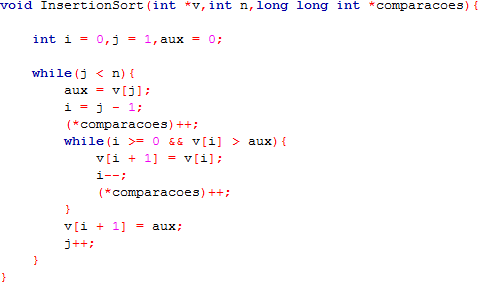 void InsertionSort(int *v,int n,long long int *comparacoes){
int i = 0,j = 1,aux = 0;
while(j < n){
aux = v[j];
i = j - 1;
(*comparacoes)++;
while(i >= 0 && v[i] > aux){
v[i + 1] = v[i];
i--;
(*comparacoes)++;
}
v[i + 1] = aux;
j++;
}
}